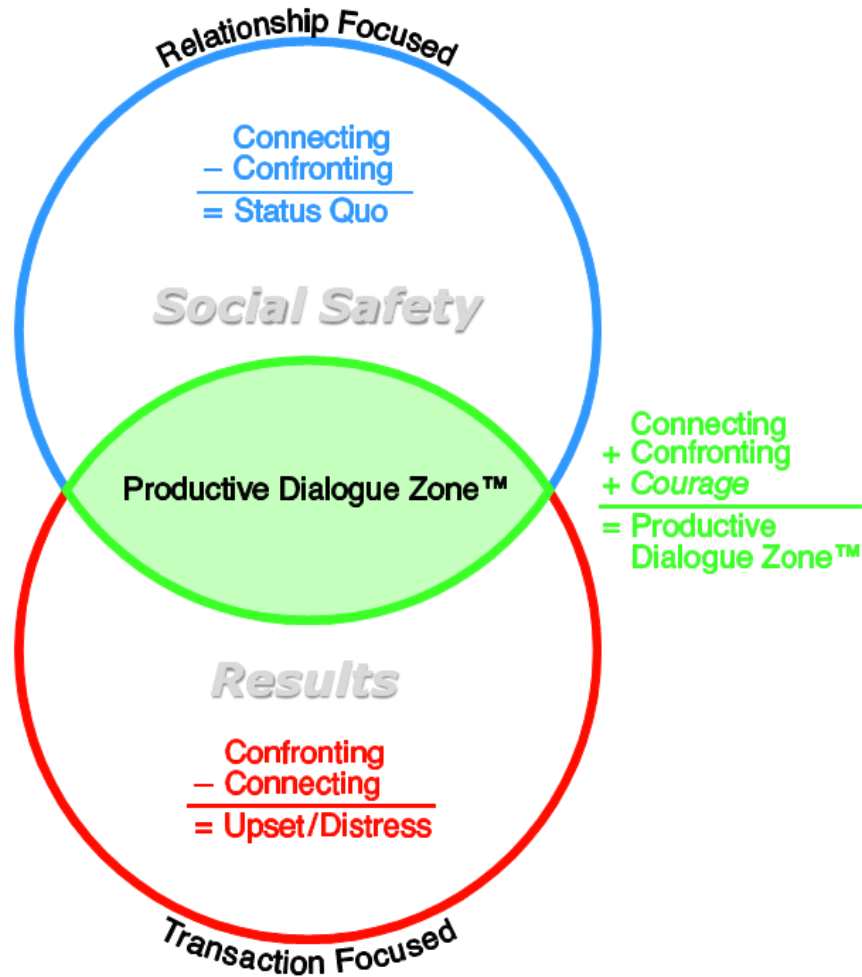 Relationship Focused
Connecting
– Confronting
= Status Quo
Social Safety
Productive Dialogue Zone™
Connecting
+ Confronting
+ Courage
= Productive
Dialogue Zone™
Results
Confronting
– Connecting
= Upset/Distress
Transaction Focused